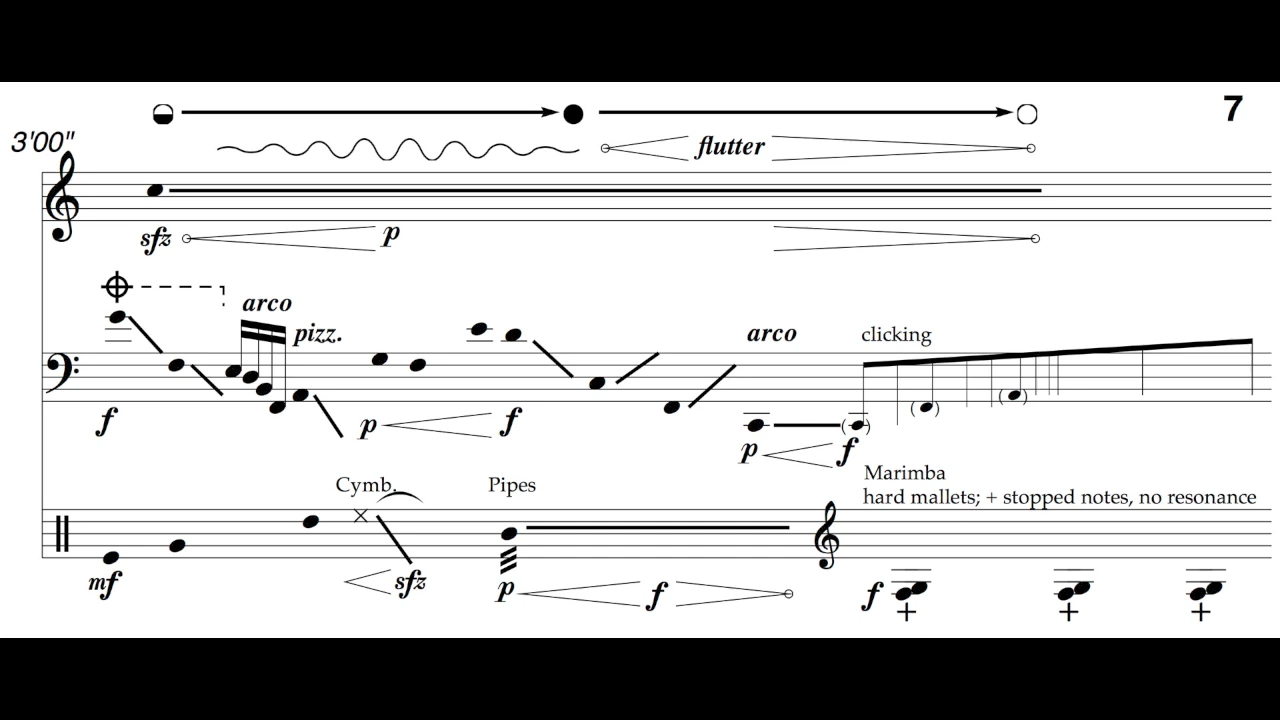 7
3'00"
flutter
sfz p
arco
pizz. arco clicking
f p f p f
Cymb. Pipes Marimba
hard mallets; + stopped notes, no resonance
mf sfz p f f